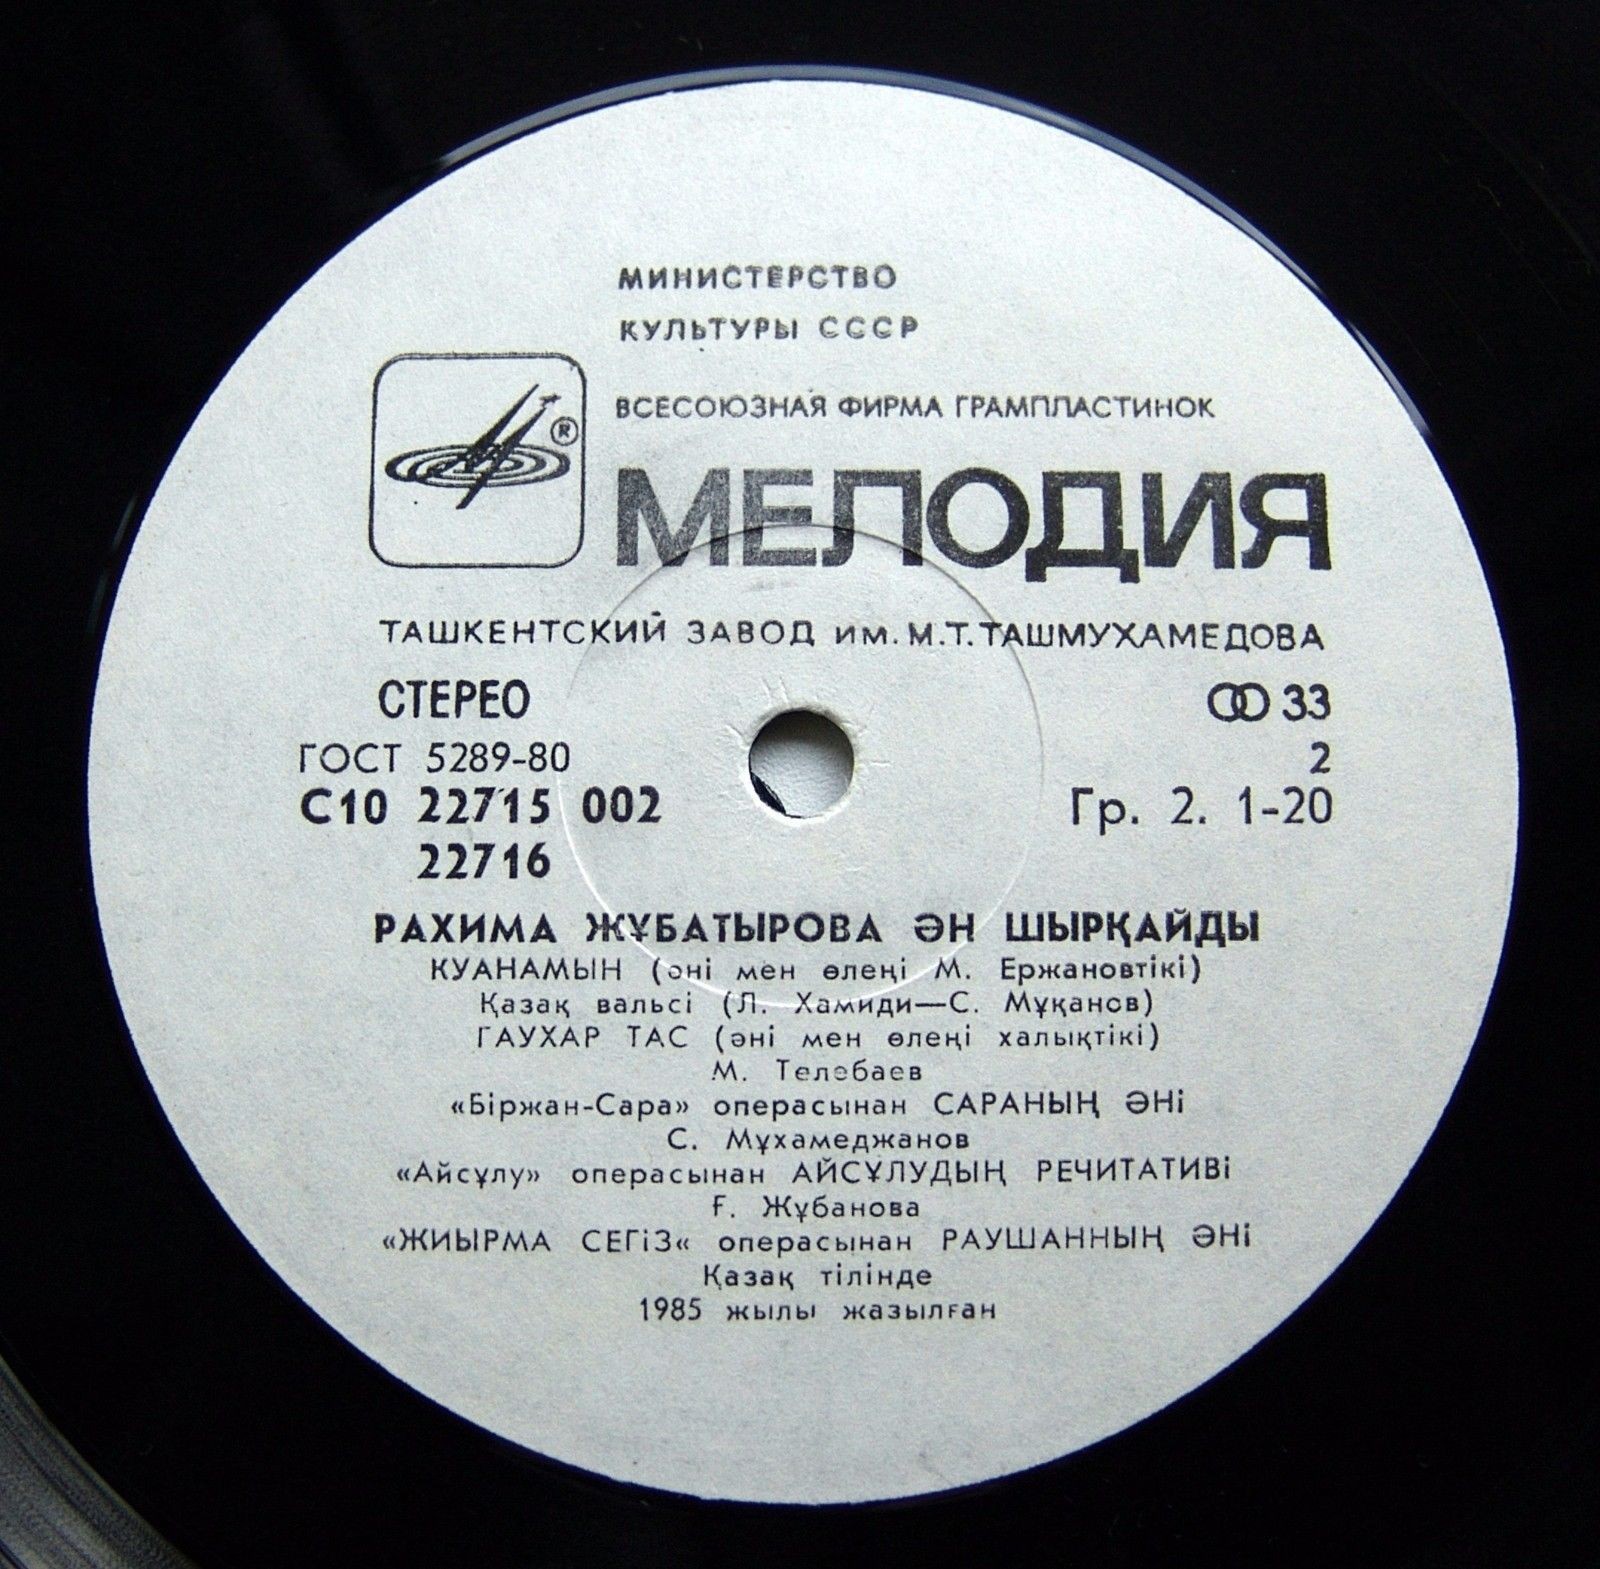 МИНИСТЕРСТВО
КУЛЬТУРЫ СССР
ВСЕСОЮЗНАЯ ФИРМА ГРАМПЛАСТИНОК
®
МЕЛОДИЯ
ТАШКЕНТСКИЙ ЗАВОД ИМ. М.Т. ТАШМУХАМЕДОВА
СТЕРЕО 33
ГОСТ 5289-80 2
С10 22715 002 Гр. 2. 1-20
22716
РАХИМА ЖҰБАТЫРОВА ӘН ШЫРҚАЙДЫ
КУАНАМЫН (әні мен өлеңі М. Ержановтікі)
Қазақ вальсі (Л. Хамиди—С. Мұқанов)
ГАУХАР ТАС (әні мен өлеңі халықтікі)
М. Телебаев
«Біржан-Сара» операсынан САРАНЫҢ ӘНі
С. Мұхамеджанов
«Айсұлу» операсынан АЙСҰЛУДЫҢ РЕЧИТАТИВі
Ғ. Жұбанова
«ЖИЫРМА СЕГіЗ« операсынан РАУШАННЫҢ ӘНі
Қазақ тілінде
1985 жылы жазылған